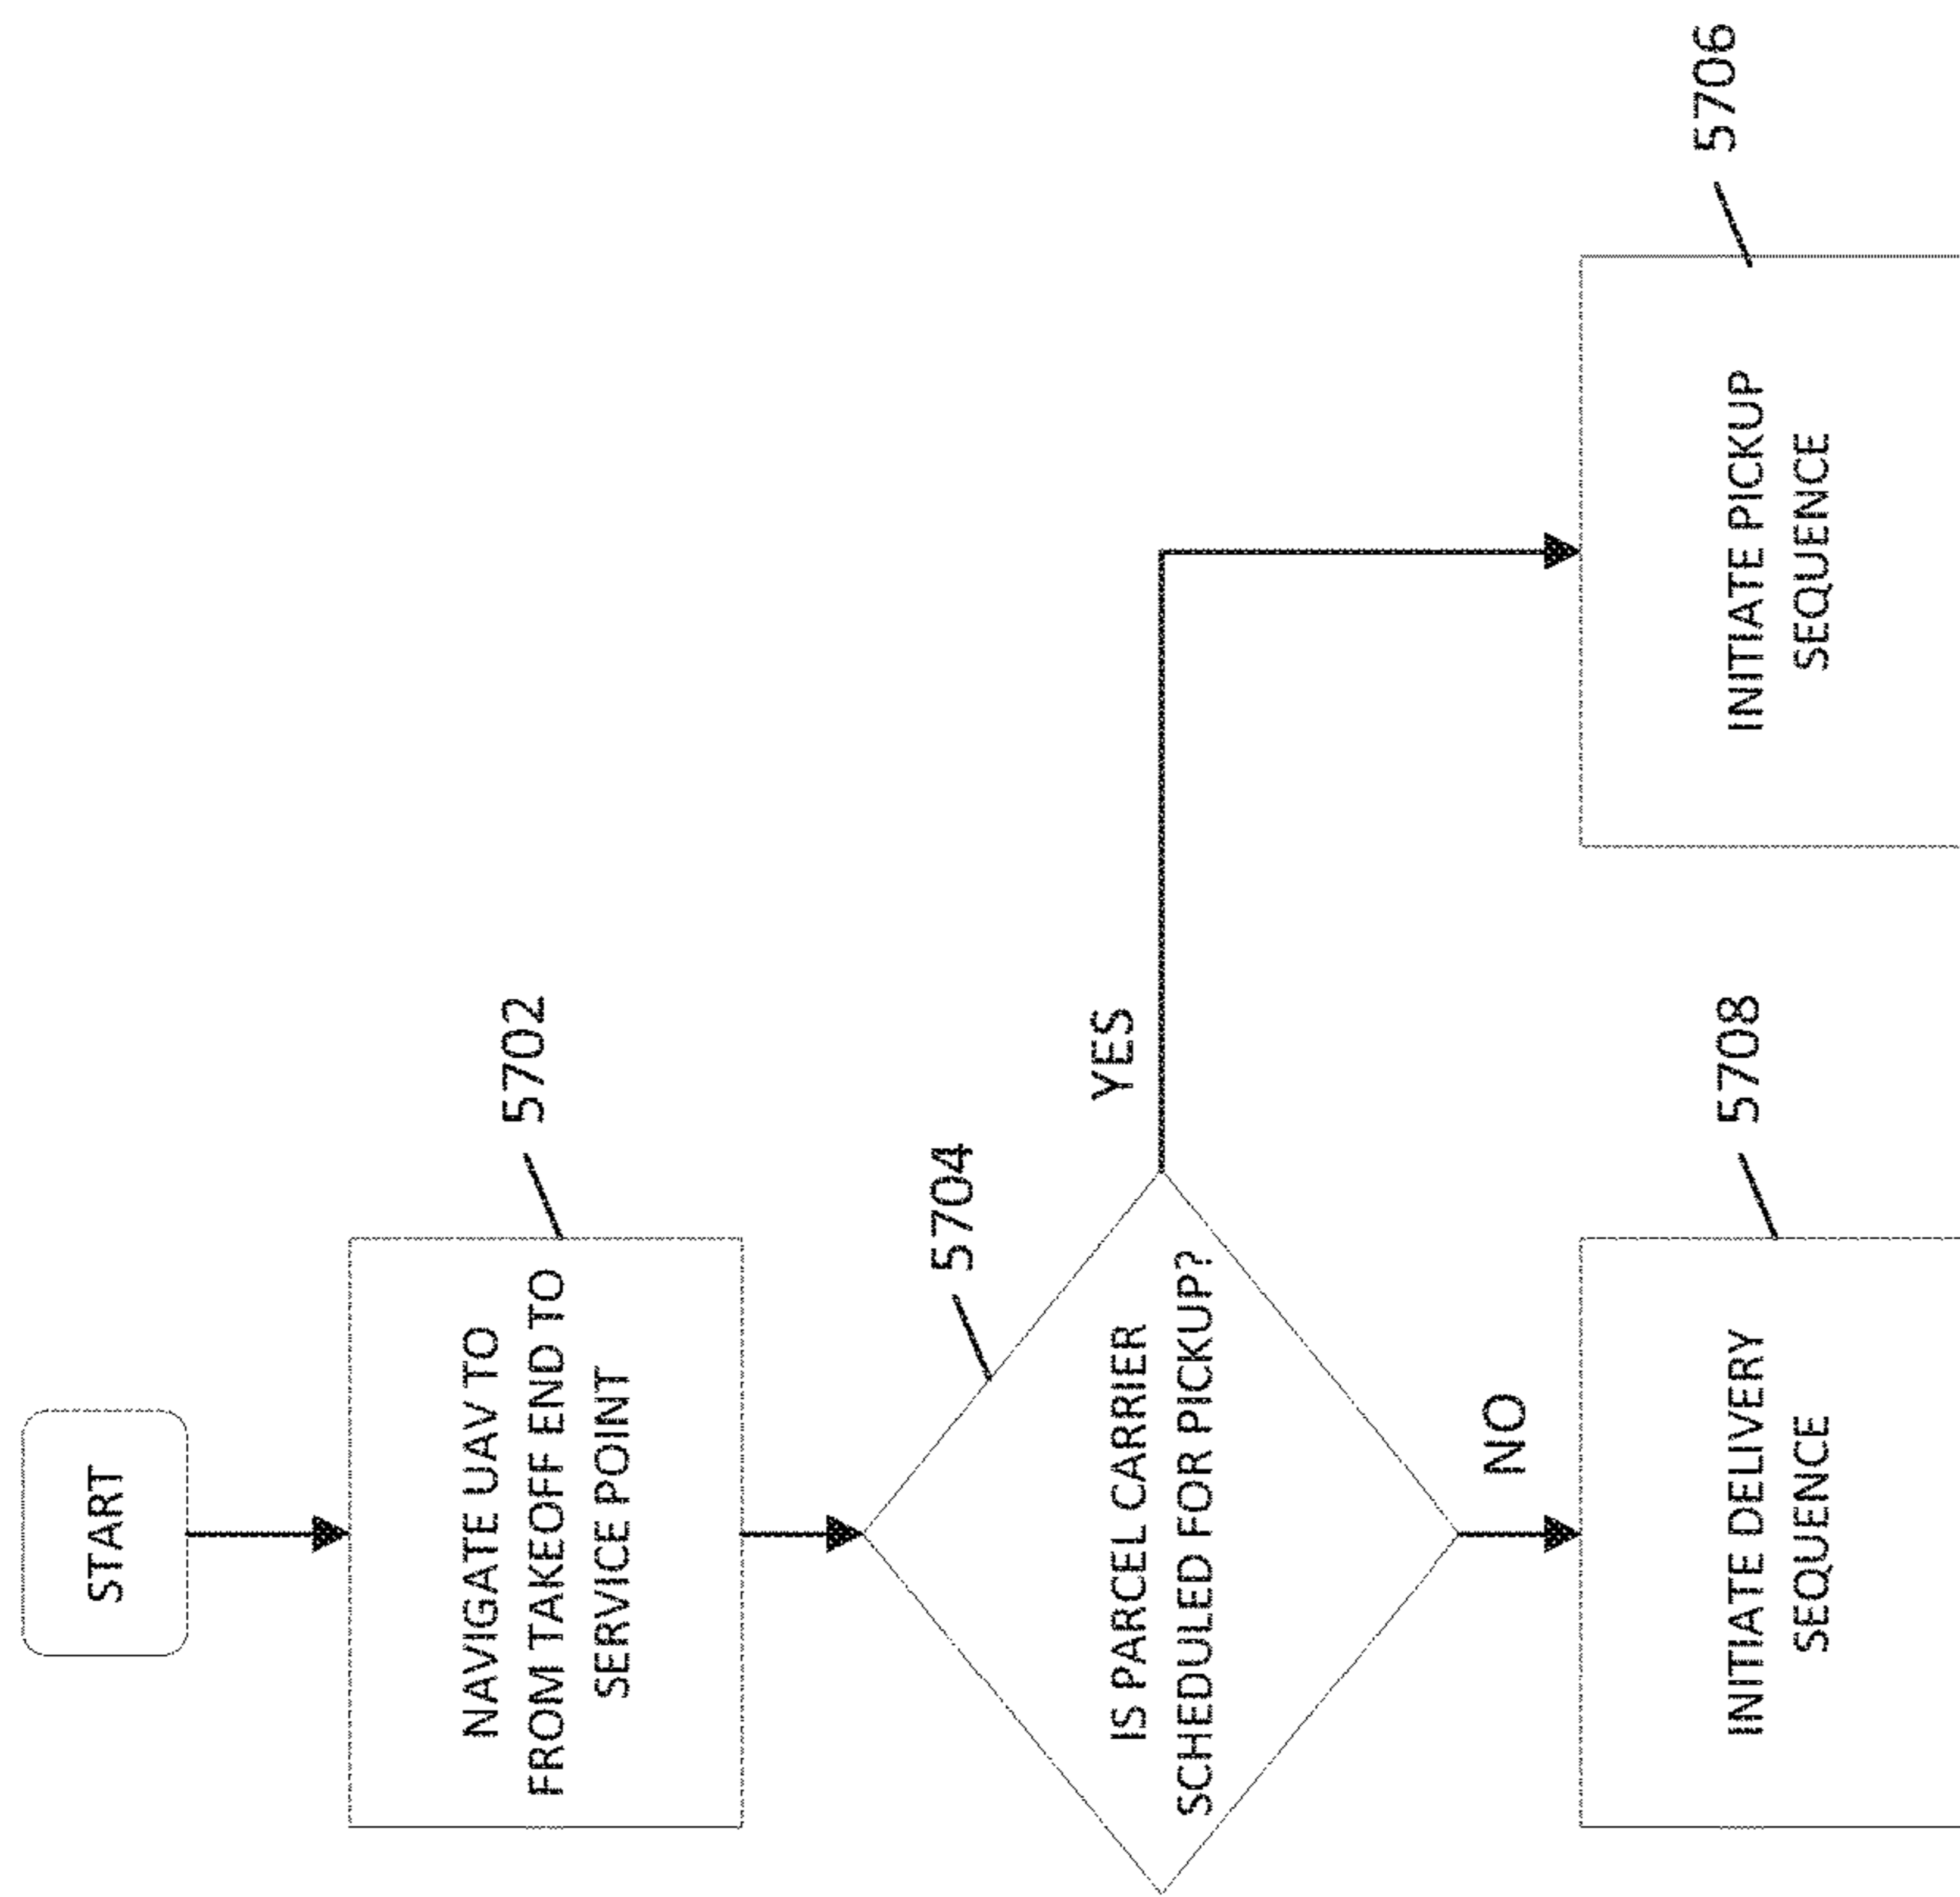 START
NAVIGATE UAV TO
FROM TAKEOFF END TO
SERVICE POINT
5702
IS PARCEL CARRIER
SCHEDULED FOR PICKUP?
5704
YES
NO
INITIATE DELIVERY
SEQUENCE
5708
INITIATE PICKUP
SEQUENCE
5706